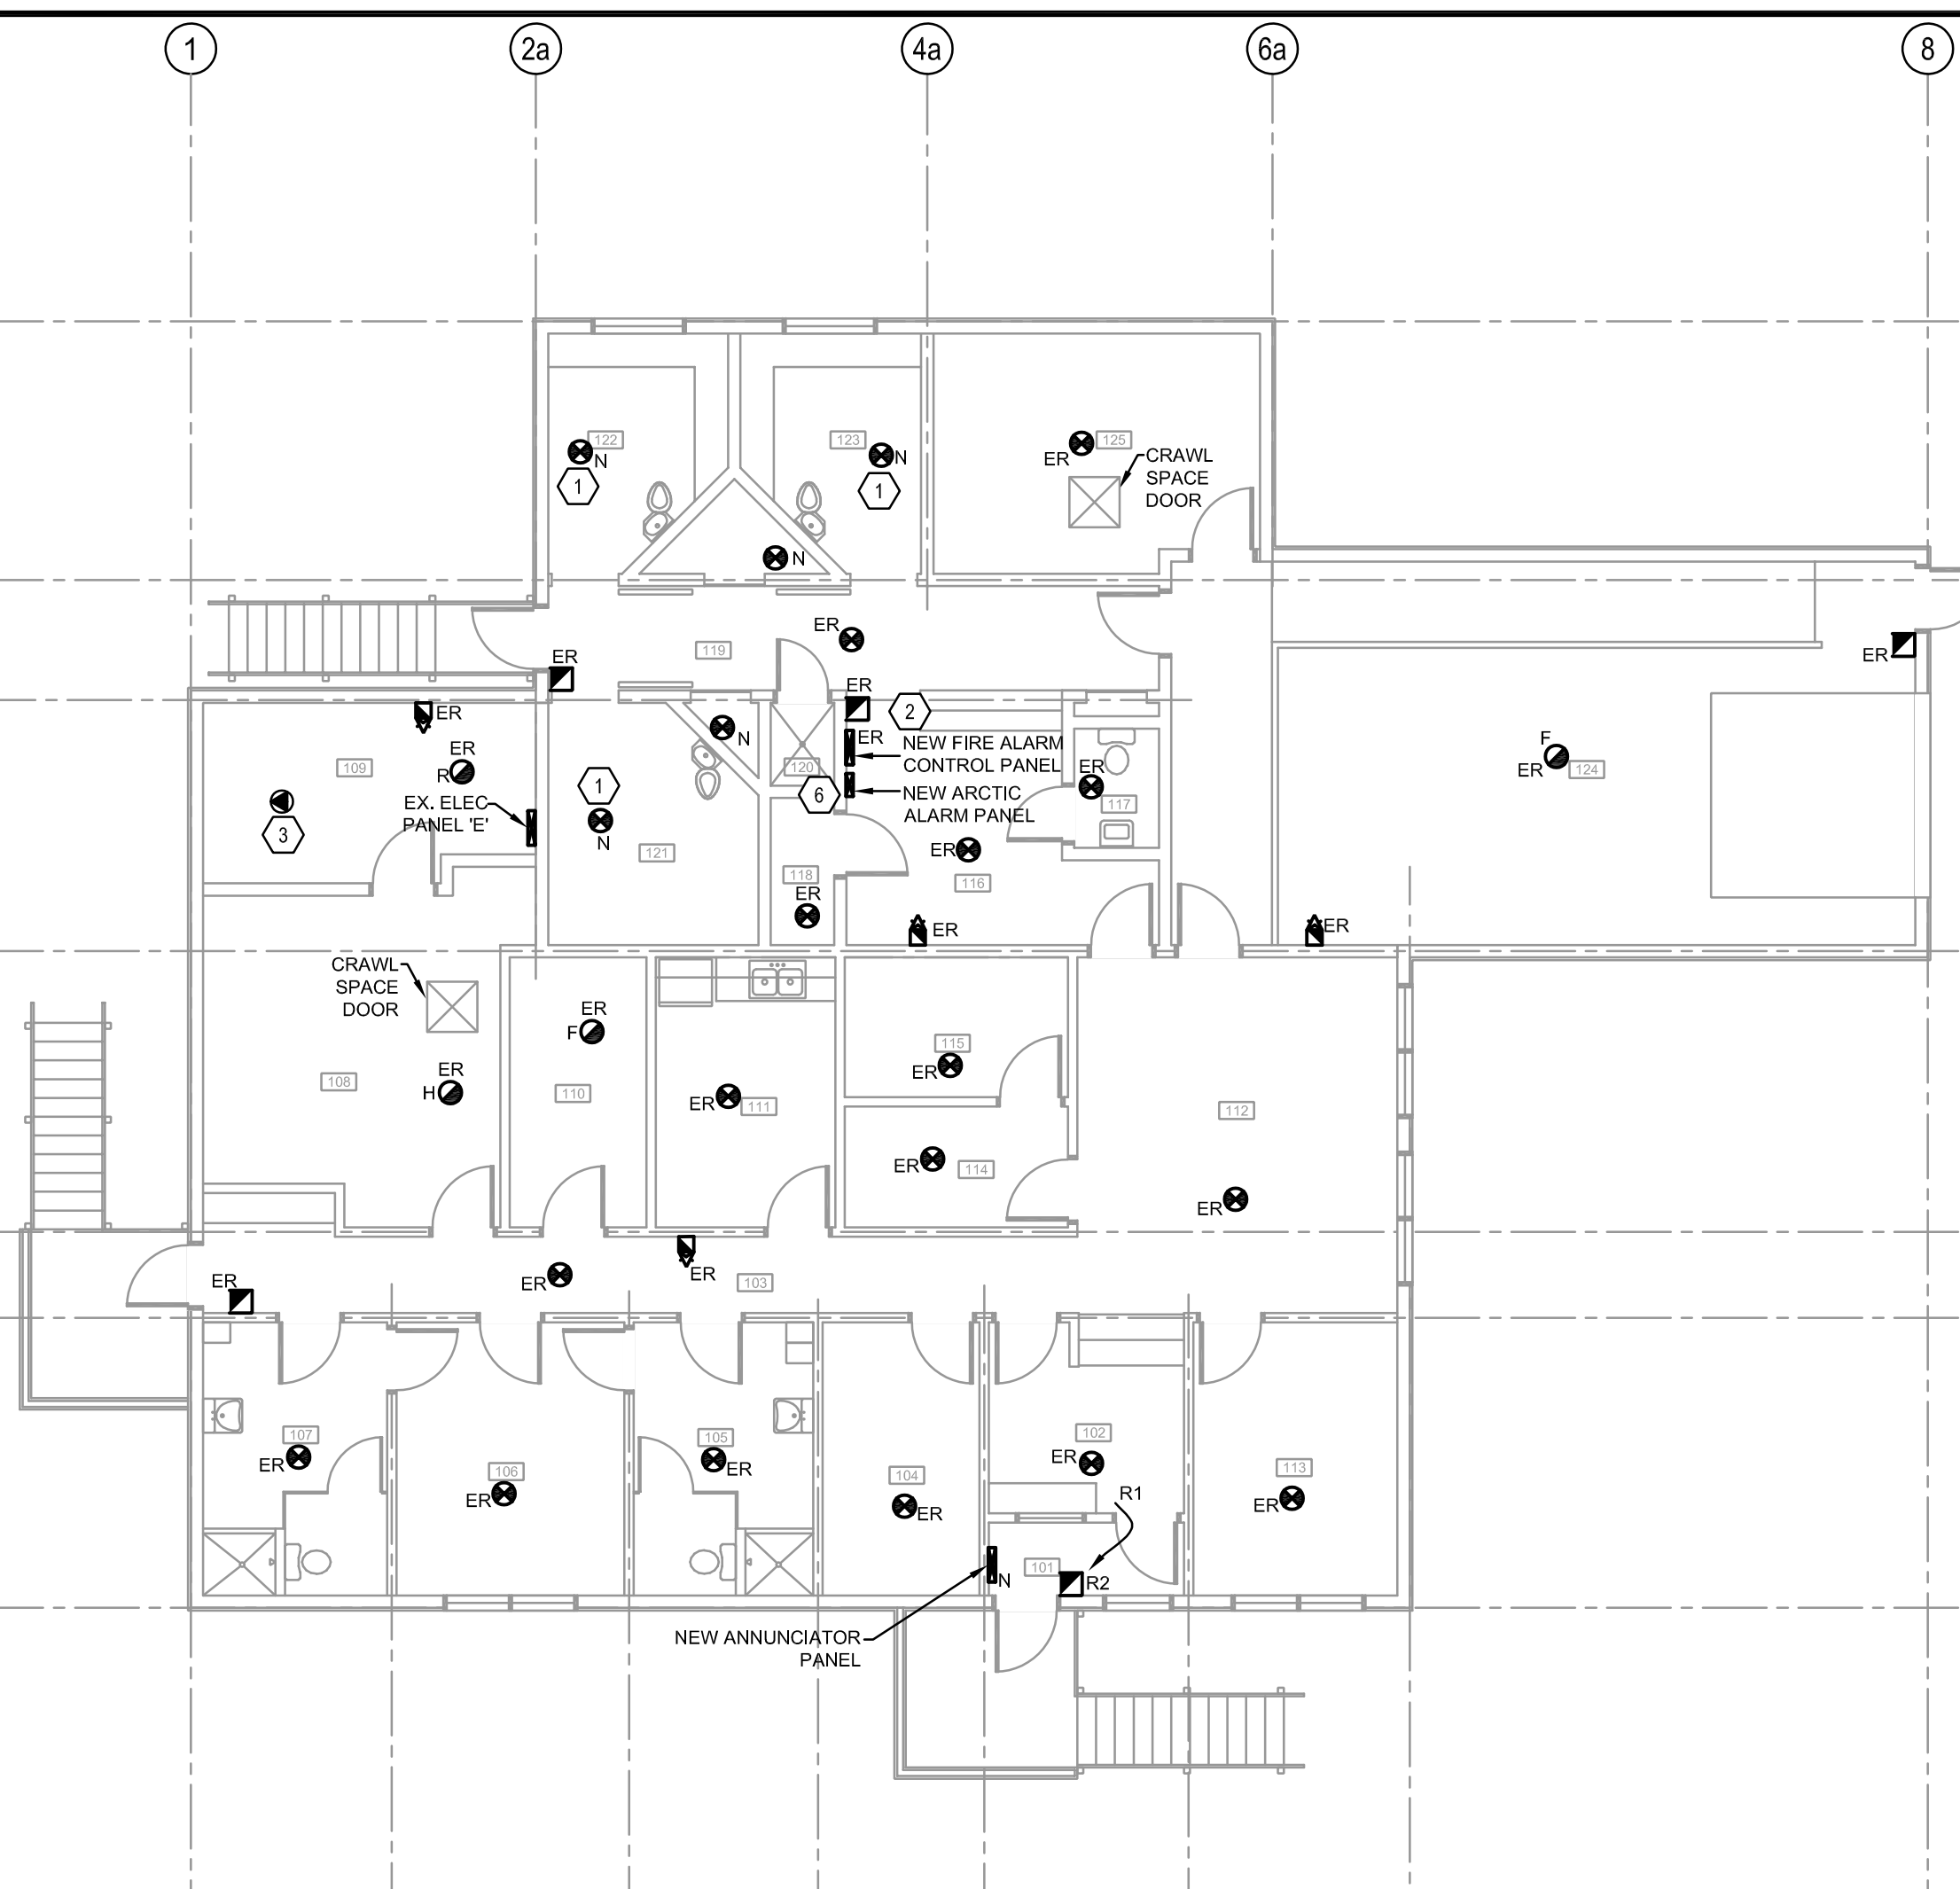 1
2a
4a
6a
8
122
N
1
123
N
1
125
ER
CRAWL
SPACE
DOOR
N
ER
119
ER
ER
ER
2
ER
ER
109
ER
R
EX. ELEC
PANEL 'E'
3
1
N
N
121
120
6
118
ER
ER
NEW FIRE ALARM
CONTROL PANEL
NEW ARCTIC
ALARM PANEL
ER
117
ER
116
ER
F
ER
124
ER
CRAWL
SPACE
DOOR
108
ER
H
ER
F
110
ER
111
115
ER
ER
114
112
ER
ER
ER
ER
103
107
ER
106
ER
105
ER
104
ER
102
ER
113
ER
R1
101
R2
N
NEW ANNUNCIATOR
PANEL